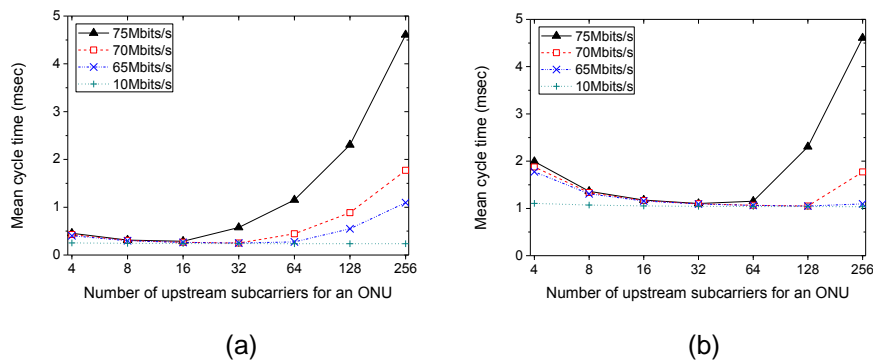 5
4
3
2
1
0
Mean cycle time (msec)
75Mbits/s
70Mbits/s
65Mbits/s
10Mbits/s
4 8 16 32 64 128 256
Number of upstream subcarriers for an ONU
(a)
5
4
3
2
1
0
Mean cycle time (msec)
75Mbits/s
70Mbits/s
65Mbits/s
10Mbits/s
4 8 16 32 64 128 256
Number of upstream subcarriers for an ONU
(b)